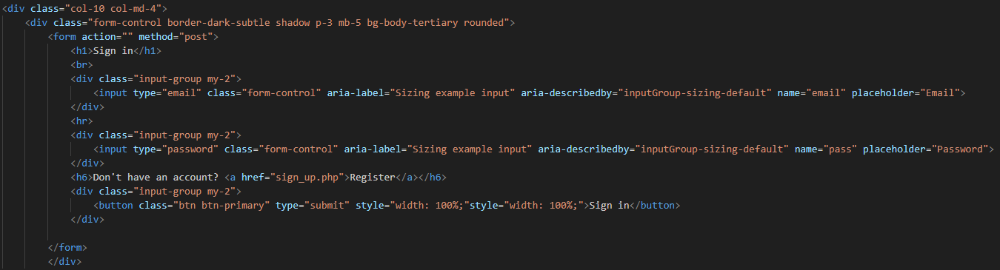 <div class="col-10 col-md-4">
<div class="form-control border-dark-subtle shadow p-3 mb-5 bg-body-tertiary rounded">
<form action="" method="post">
<h1>Sign in</h1>
<br>
<div class="input-group my-2">
<input type="email" class="form-control" aria-label="Sizing example input" aria-describedby="inputGroup-sizing-default" name="email" placeholder="Email">
</div>
<hr>
<div class="input-group my-2">
<input type="password" class="form-control" aria-label="Sizing example input" aria-describedby="inputGroup-sizing-default" name="pass" placeholder="Password">
</div>
<h6>Don't have an account? <a href="sign_up.php">Register</a></h6>
<div class="input-group my-2">
<button class="btn btn-primary" type="submit" style="width: 100%;"style="width: 100%;">Sign in</button>
</div>
</form>
</div>